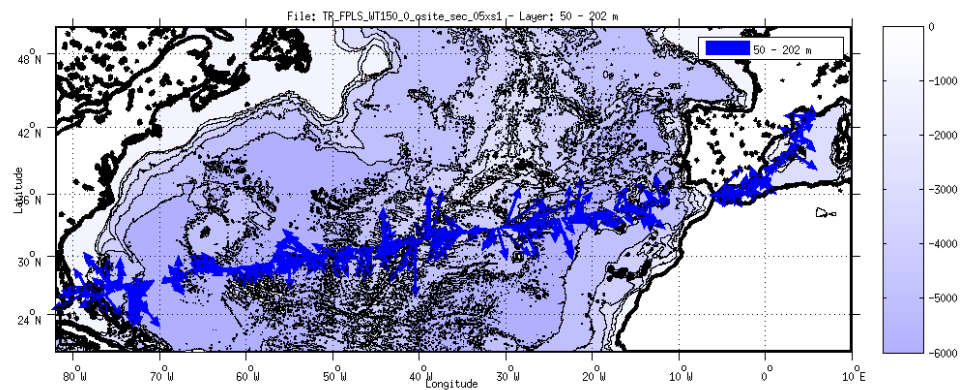 File: TR_FPLS_WT150_0_osite_sec_05xs1 - Layer: 50 - 202 m
50 - 202 m
48° N
42° N
36° N
30° N
24° N
Latitude
80° W
70° W
60° W
50° W
40° W
30° W
20° W
10° W
0°
10° E
Longitude
0
−1000
−2000
−3000
−4000
−5000
−6000